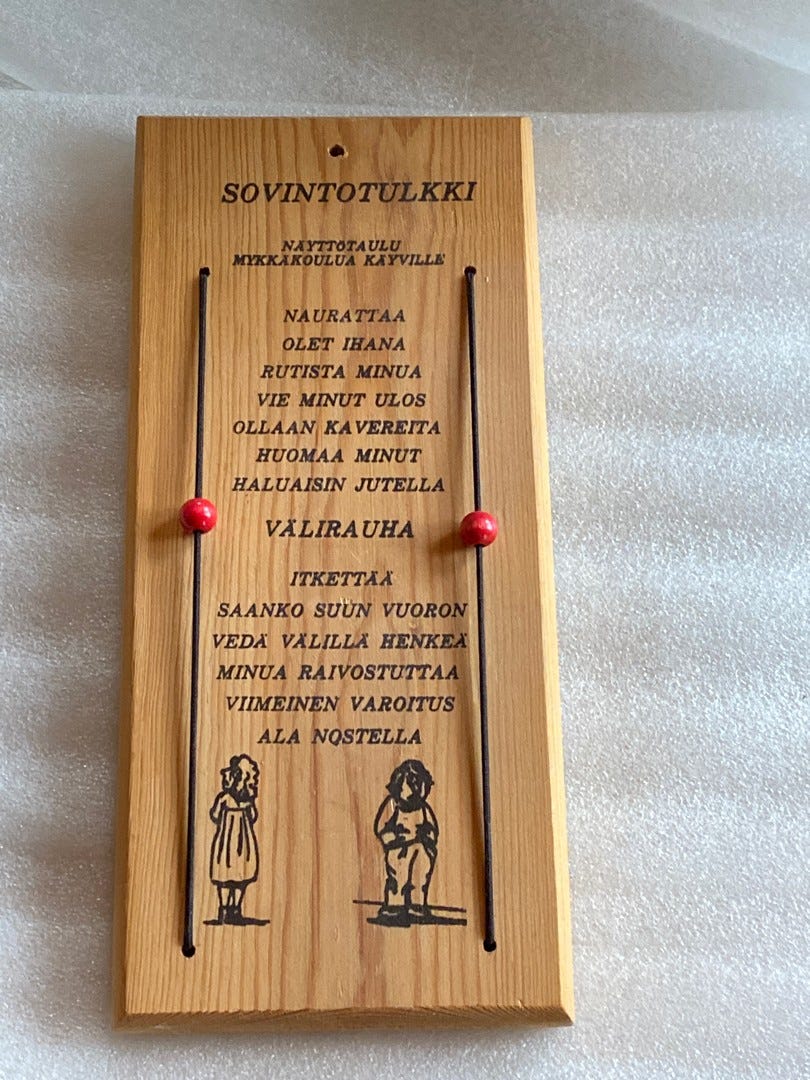 SOVINTOTULKKI
NÄYTTÖTAULU
MYKKÄKOULUA KÄYVILLE
NAURATTAA
OLET IHANA
RUTISTA MINUA
VIE MINUT ULOS
OLLAAN KAVEREITA
HUOMAA MINUT
HALUAISIN JUTELLA
VÄLIRAUHA
ITKETTÄÄ
SAANKO SUUN VUORON
VEDÄ VÄLILLÄ HENKEÄ
MINUA RAIVOSTUTTAA
VIIMEINEN VAROITUS
ALA NOSTELLA